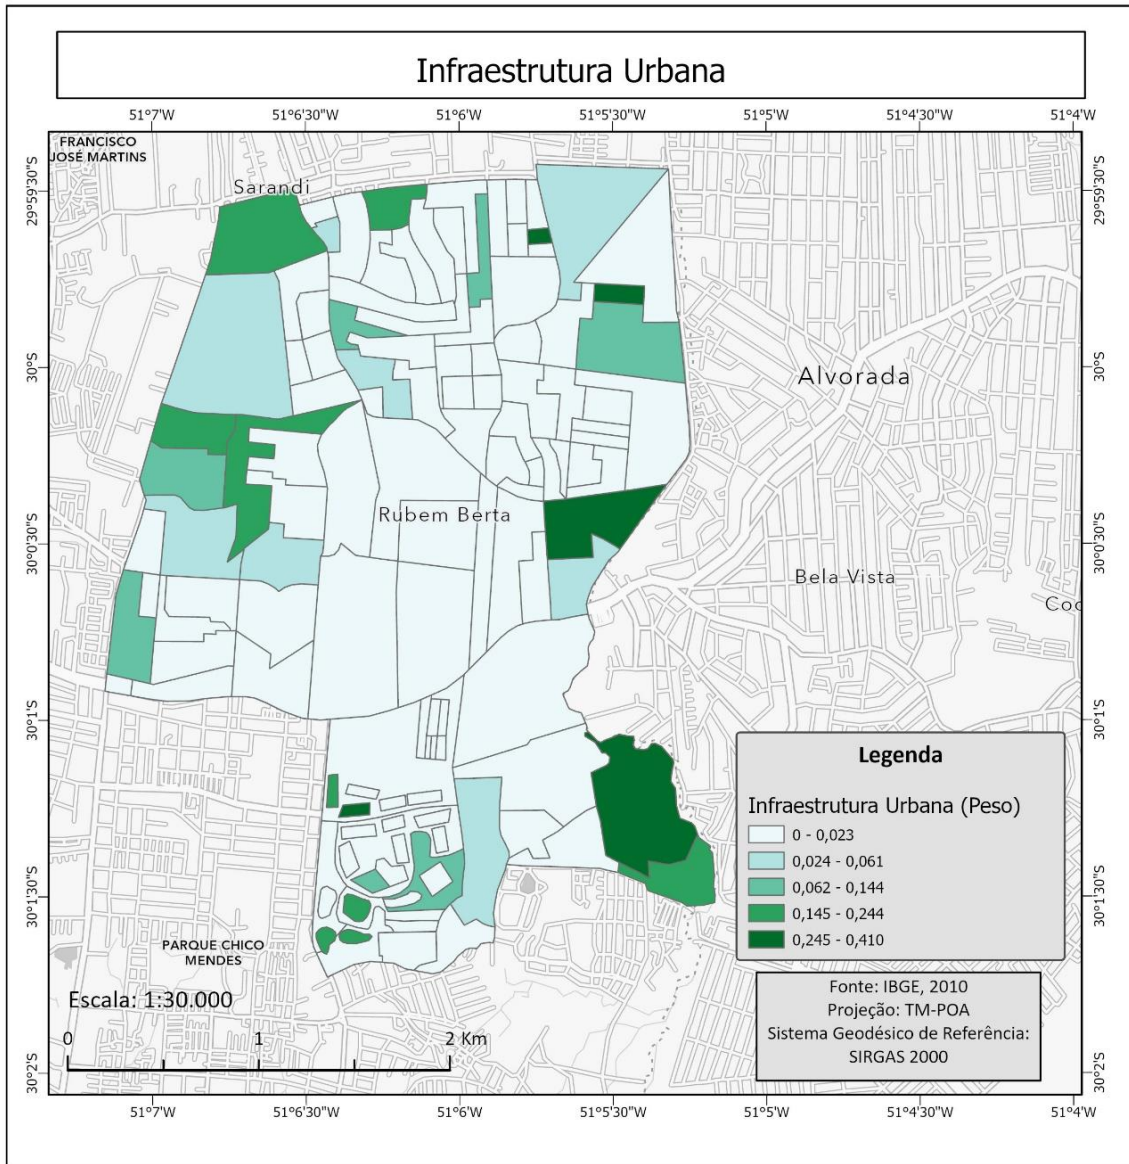 Infraestrutura Urbana
51°7'W 51°6'30"W 51°6'W 51°5'30"W 51°5'W 51°4'30"W 51°4'W
FRANCISCO
JOSÉ MARTINS
Sarandi
29°59'30"S 29°59'30"S
30°S 30°S
Alvorada
Rubem Berta
30°0'30"S 30°0'30"S
Bela Vista
Coc
30°1'S 30°1'S
Legenda
Infraestrutura Urbana (Peso)
0 - 0,023
0,024 - 0,061
0,062 - 0,144
0,145 - 0,244
0,245 - 0,410
30°1'30"S 30°1'30"S
PARQUE CHICO
MENDES
Escala: 1:30.000
0 1 2 Km
Fonte: IBGE, 2010
Projeção: TM-POA
Sistema Geodésico de Referência:
SIRGAS 2000
30°2'S 30°2'S
51°7'W 51°6'30"W 51°6'W 51°5'30"W 51°5'W 51°4'30"W 51°4'W